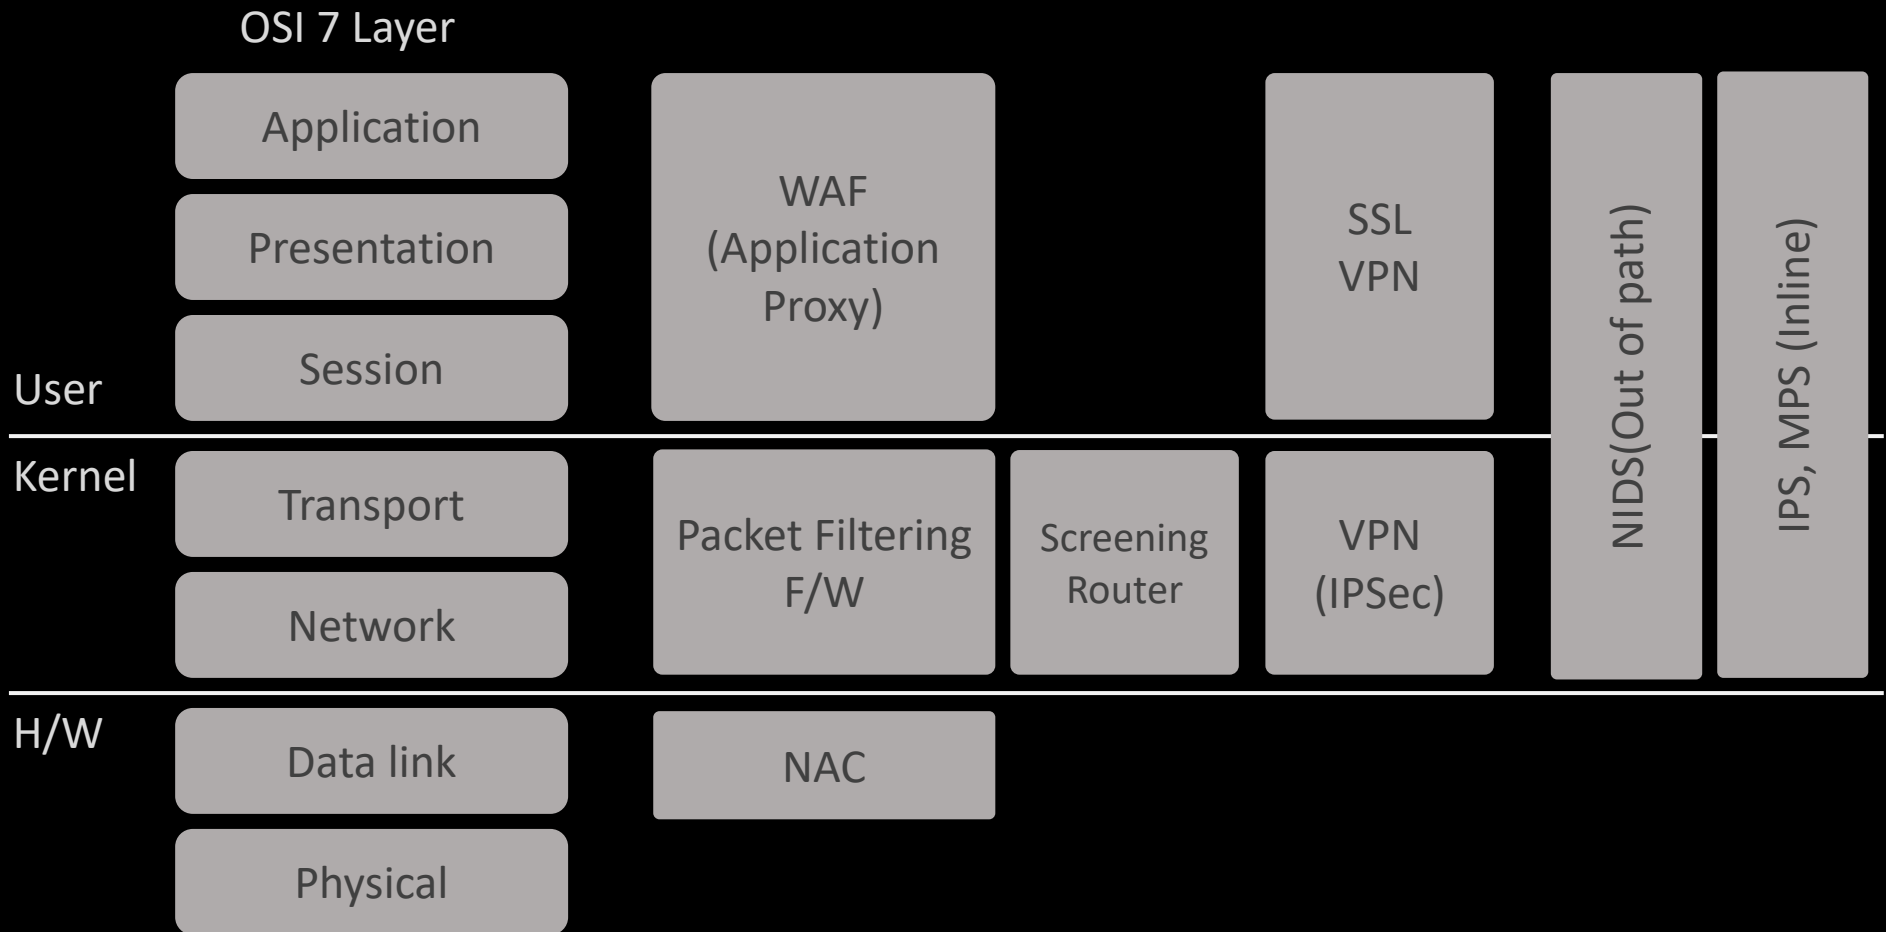 OSI 7 Layer
Application
Presentation
Session
User
Kernel
Transport
Network
H/W
Data link
Physical
WAF
(Application
Proxy)
Packet Filtering
F/W
Screening
Router
NAC
SSL
VPN
VPN
(IPSec)
NIDS(Out of path)
IPS, MPS (Inline)